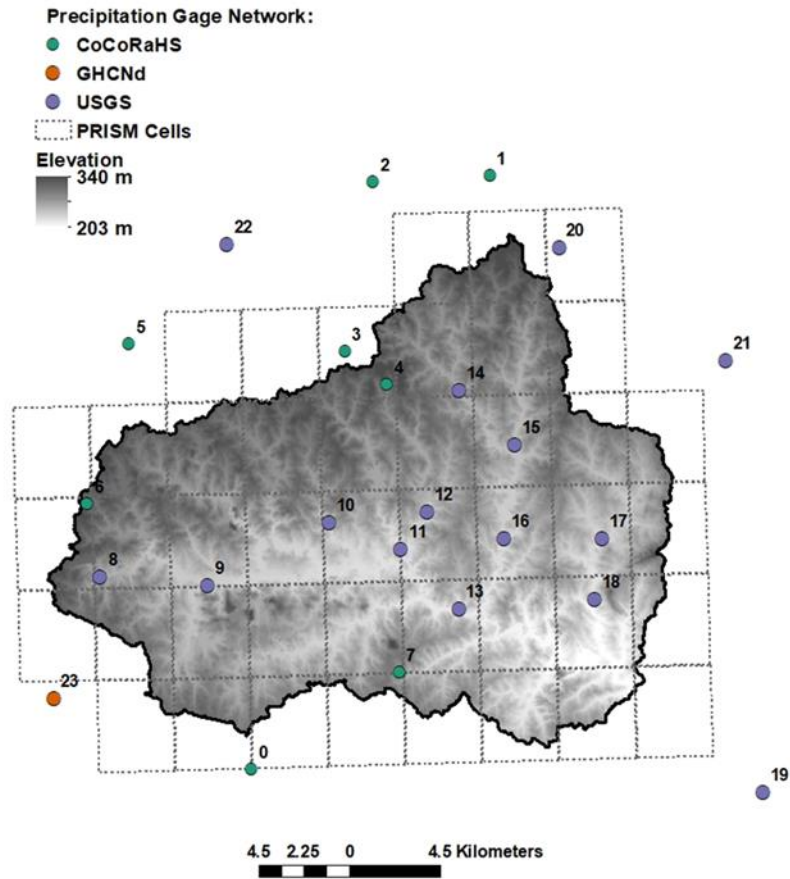 Precipitation Gage Network:
CoCoRaHS
GHCNd
USGS
PRISM Cells
Elevation
340 m
203 m
1
2
20
22
21
5
3
4
14
15
6
10
12
11
16
17
8
9
13
18
7
23
0
19
4.5 2.25 0 4.5 Kilometers